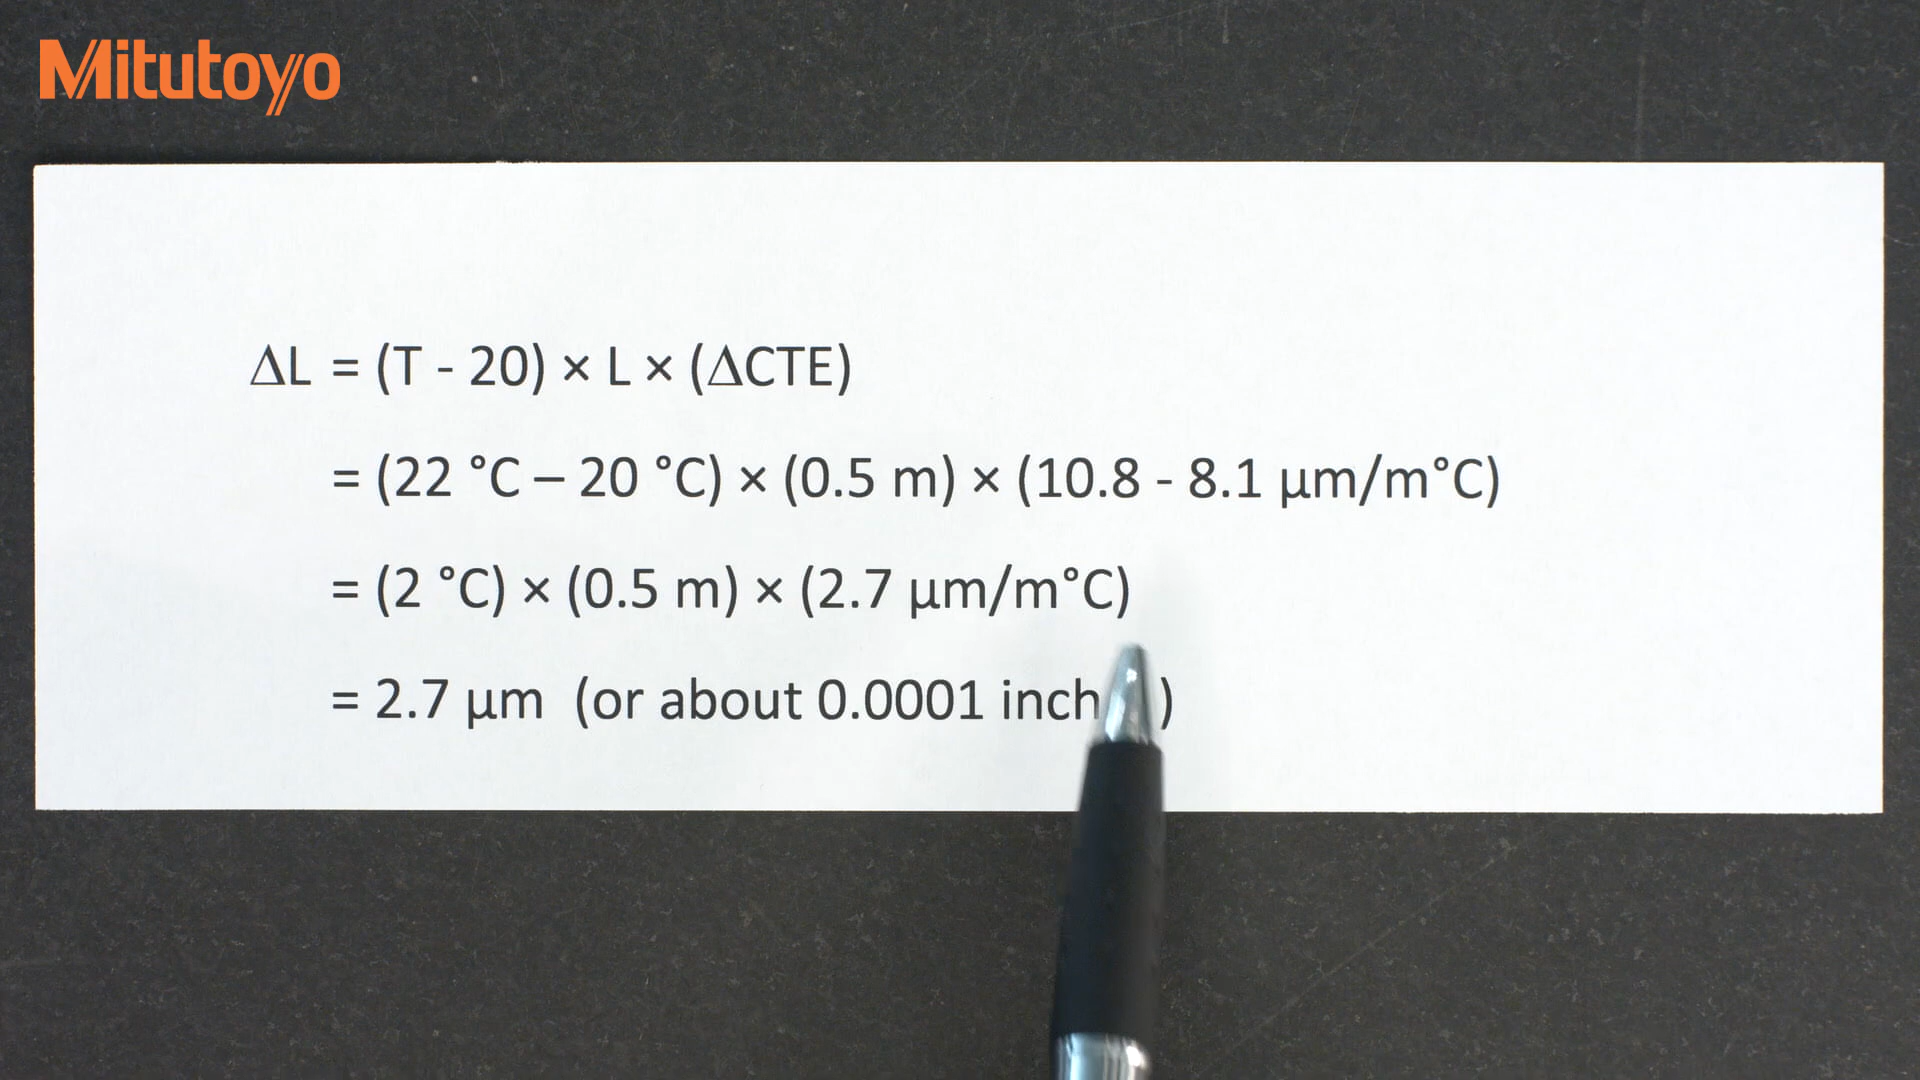 Mitutoyo
ΔL = (T - 20) × L × (ΔCTE)
= (22 °C – 20 °C) × (0.5 m) × (10.8 - 8.1 µm/m°C)
= (2 °C) × (0.5 m) × (2.7 µm/m°C)
= 2.7 µm (or about 0.0001 inch )